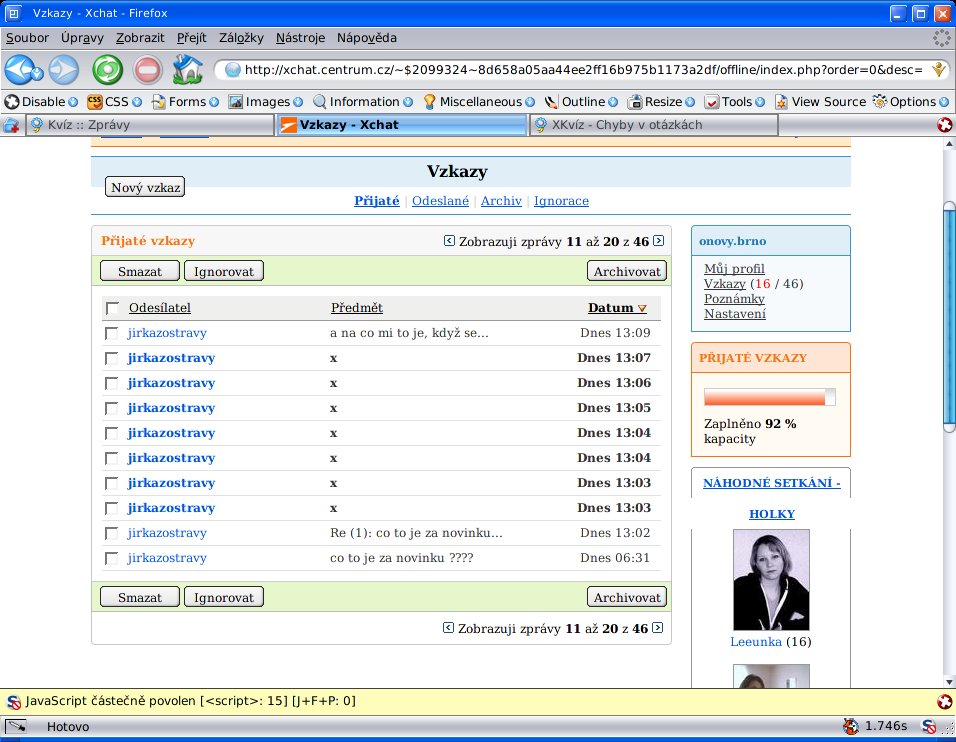 Vzkazy - Xchat - Firefox
Soubor Úpravy Zobrazit Přejít Záložky Nástroje Nápověda
http://xchat.centrum.cz/~$2099324~8d658a05aa44ee2ff16b975b1173a2df/offline/index.php?order=0&desc=
Disable CSS Forms Images Information Miscellaneous Outline Resize Tools View Source Options
Kvíz :: Zprávy Vzkazy - Xchat XKvíz - Chyby v otázkách
Vzkazy
Nový vzkaz
Přijaté | Odeslané | Archiv | Ignorace
Přijaté vzkazy Zobrazuji zprávy 11 až 20 z 46
Smazat Ignorovat Archivovat
Odesílatel Předmět Datum
jirkazostravy a na co mi to je, když se... Dnes 13:09
jirkazostravy x Dnes 13:07
jirkazostravy x Dnes 13:06
jirkazostravy x Dnes 13:05
jirkazostravy x Dnes 13:04
jirkazostravy x Dnes 13:04
jirkazostravy x Dnes 13:03
jirkazostravy x Dnes 13:03
jirkazostravy Re (1): co to je za novinku... Dnes 13:02
jirkazostravy co to je za novinku ???? Dnes 06:31
Smazat Ignorovat Archivovat
Zobrazuji zprávy 11 až 20 z 46
onovy.brno
Můj profil
Vzkazy (16 / 46)
Poznámky
Nastavení
PŘIJATÉ VZKAZY
Zaplněno 92 %
kapacity
NÁHODNÉ SETKÁNÍ -
HOLKY
Leeunka (16)
JavaScript částečně povolen [<script>: 15] [J+F+P: 0]
Hotovo 1.746s